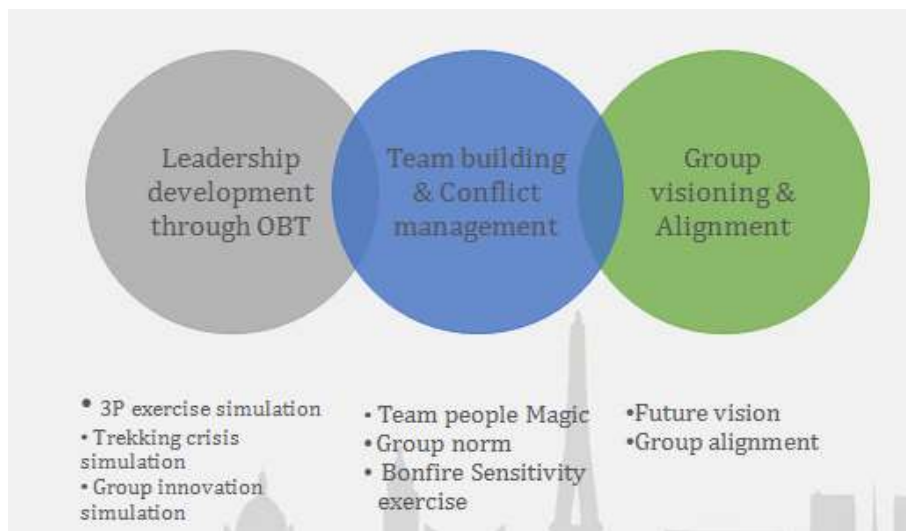 Leadership
development
through OBT
Team building
& Conflict
management
Group
visioning &
Alignment
• 3P exercise simulation
• Trekking crisis
simulation
• Group innovation
simulation
• Team people Magic
• Group norm
• Bonfire Sensitivity
exercise
•Future vision
•Group alignment